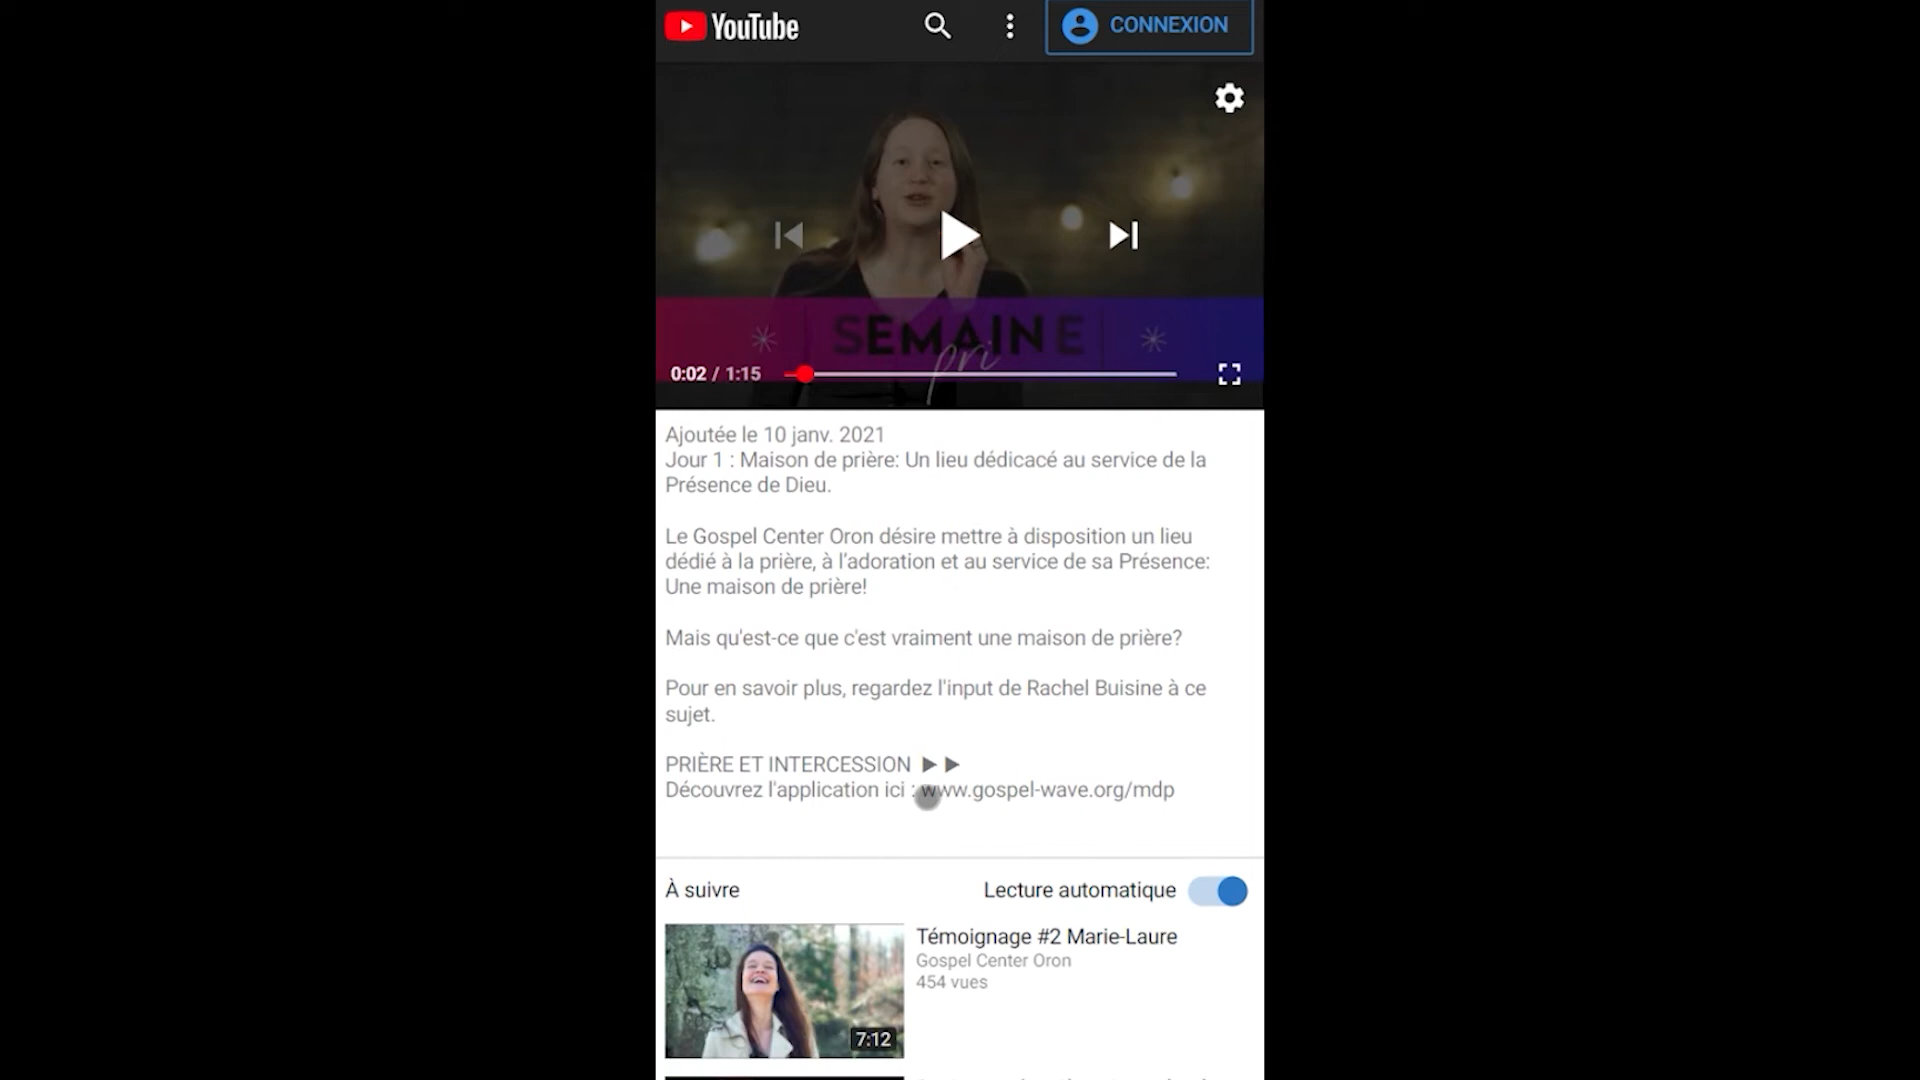 YouTube
CONNEXION
SEMAINE
pri
0:02 / 1:15
Ajoutée le 10 janv. 2021
Jour 1 : Maison de prière: Un lieu dédicacé au service de la
Présence de Dieu.
Le Gospel Center Oron désire mettre à disposition un lieu
dédié à la prière, à l'adoration et au service de sa Présence:
Une maison de prière!
Mais qu'est-ce que c'est vraiment une maison de prière?
Pour en savoir plus, regardez l'input de Rachel Buisine à ce
sujet.
PRIÈRE ET INTERCESSION ▶▶
Découvrez l'application ici : www.gospel-wave.org/mdp
À suivre
Lecture automatique
Témoignage #2 Marie-Laure
Gospel Center Oron
454 vues
7:12